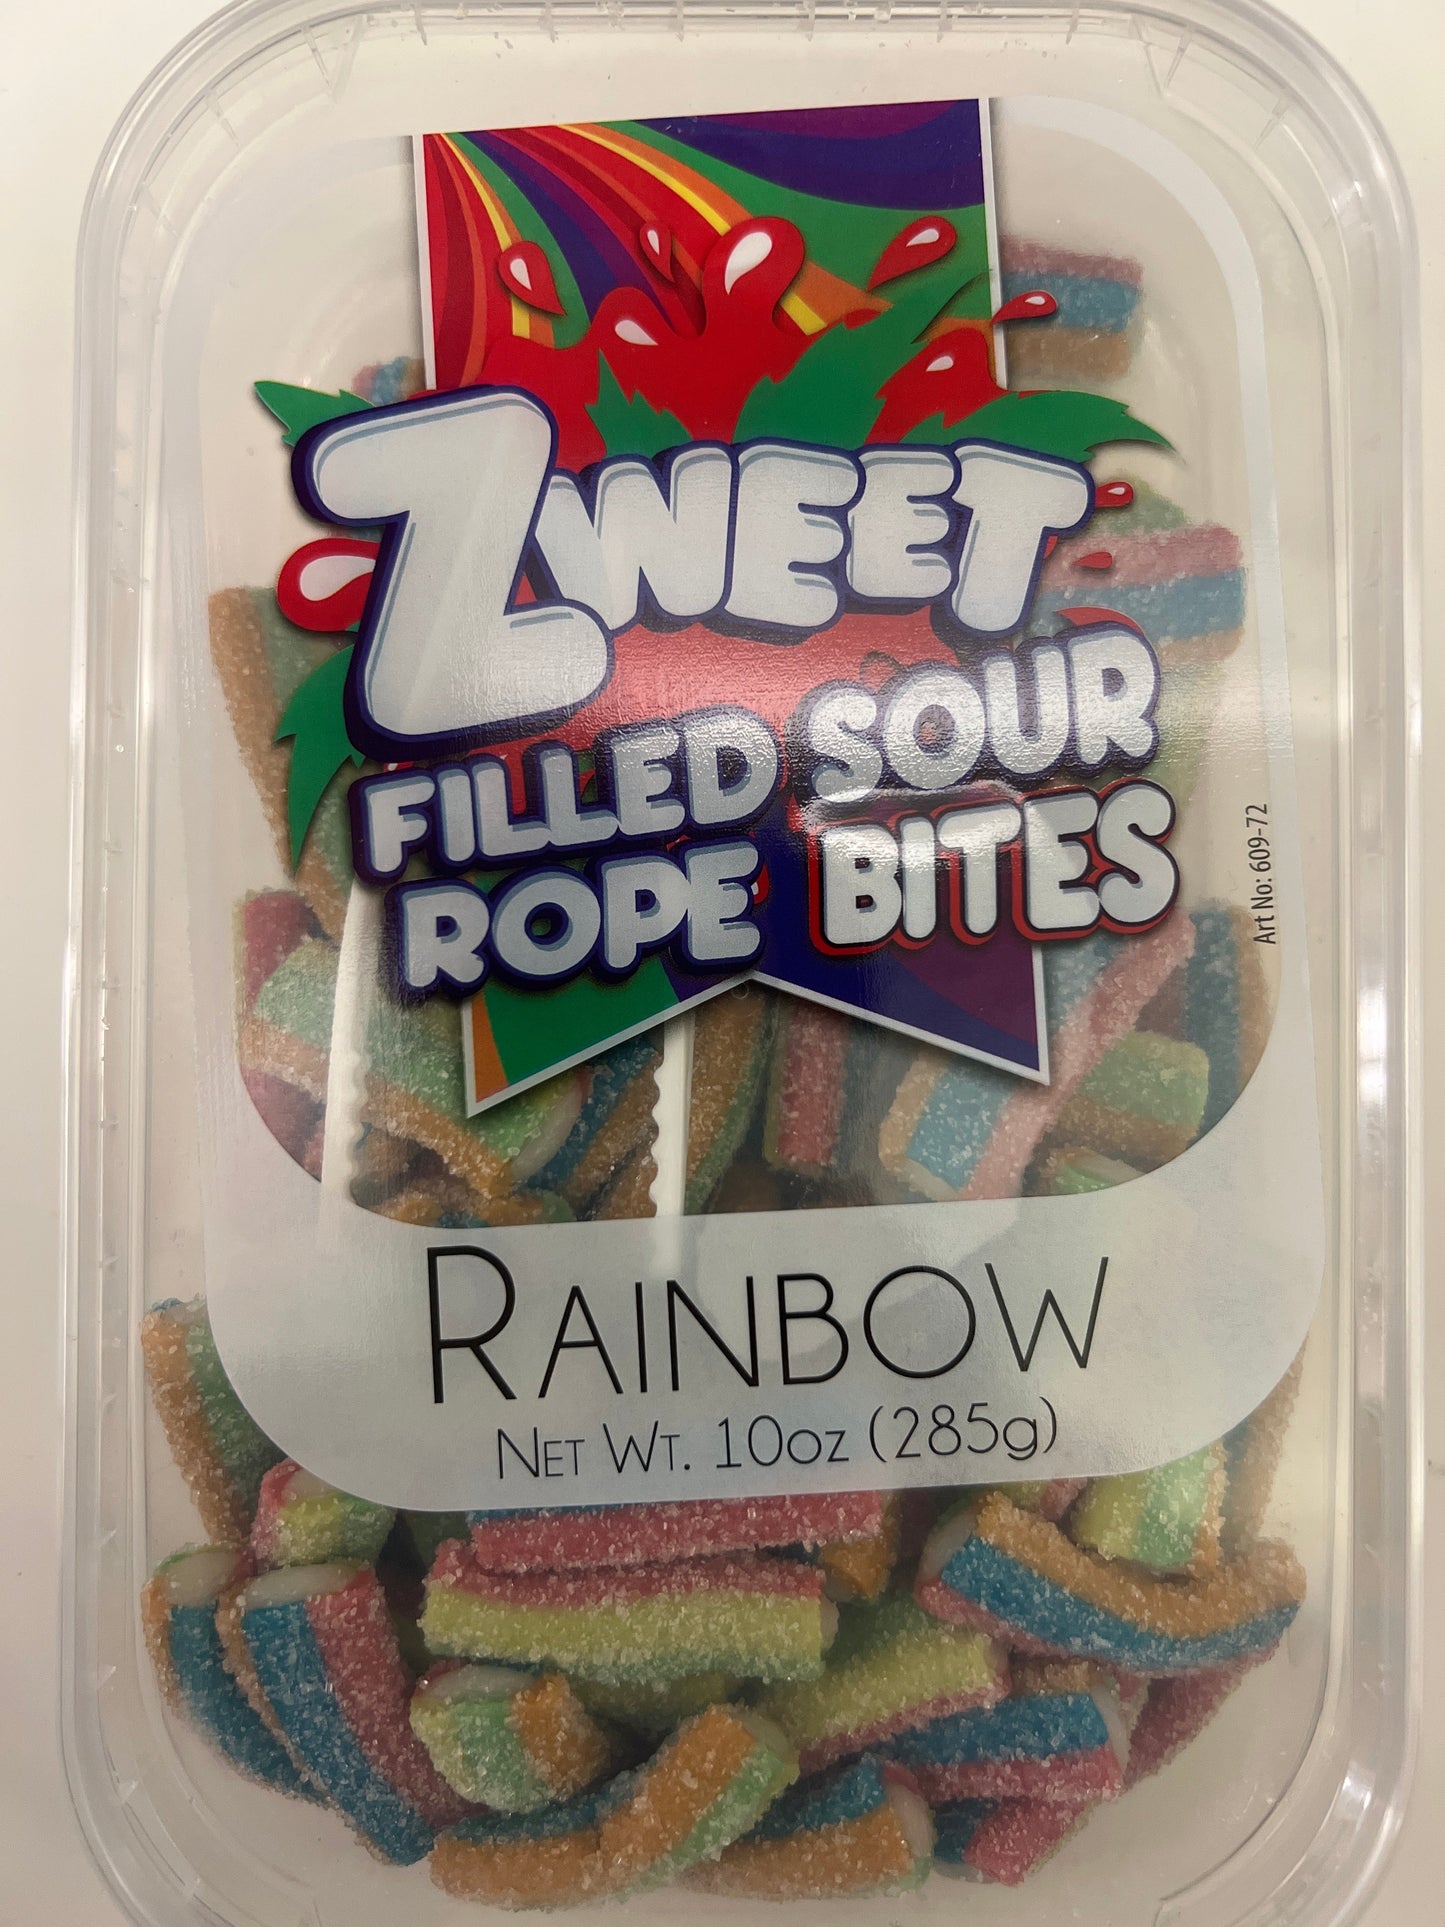 ZWEET
FILLED SOUR
ROPE BITES
Art No: 609-72
RAINBOW
NET WT. 10oz (285g)